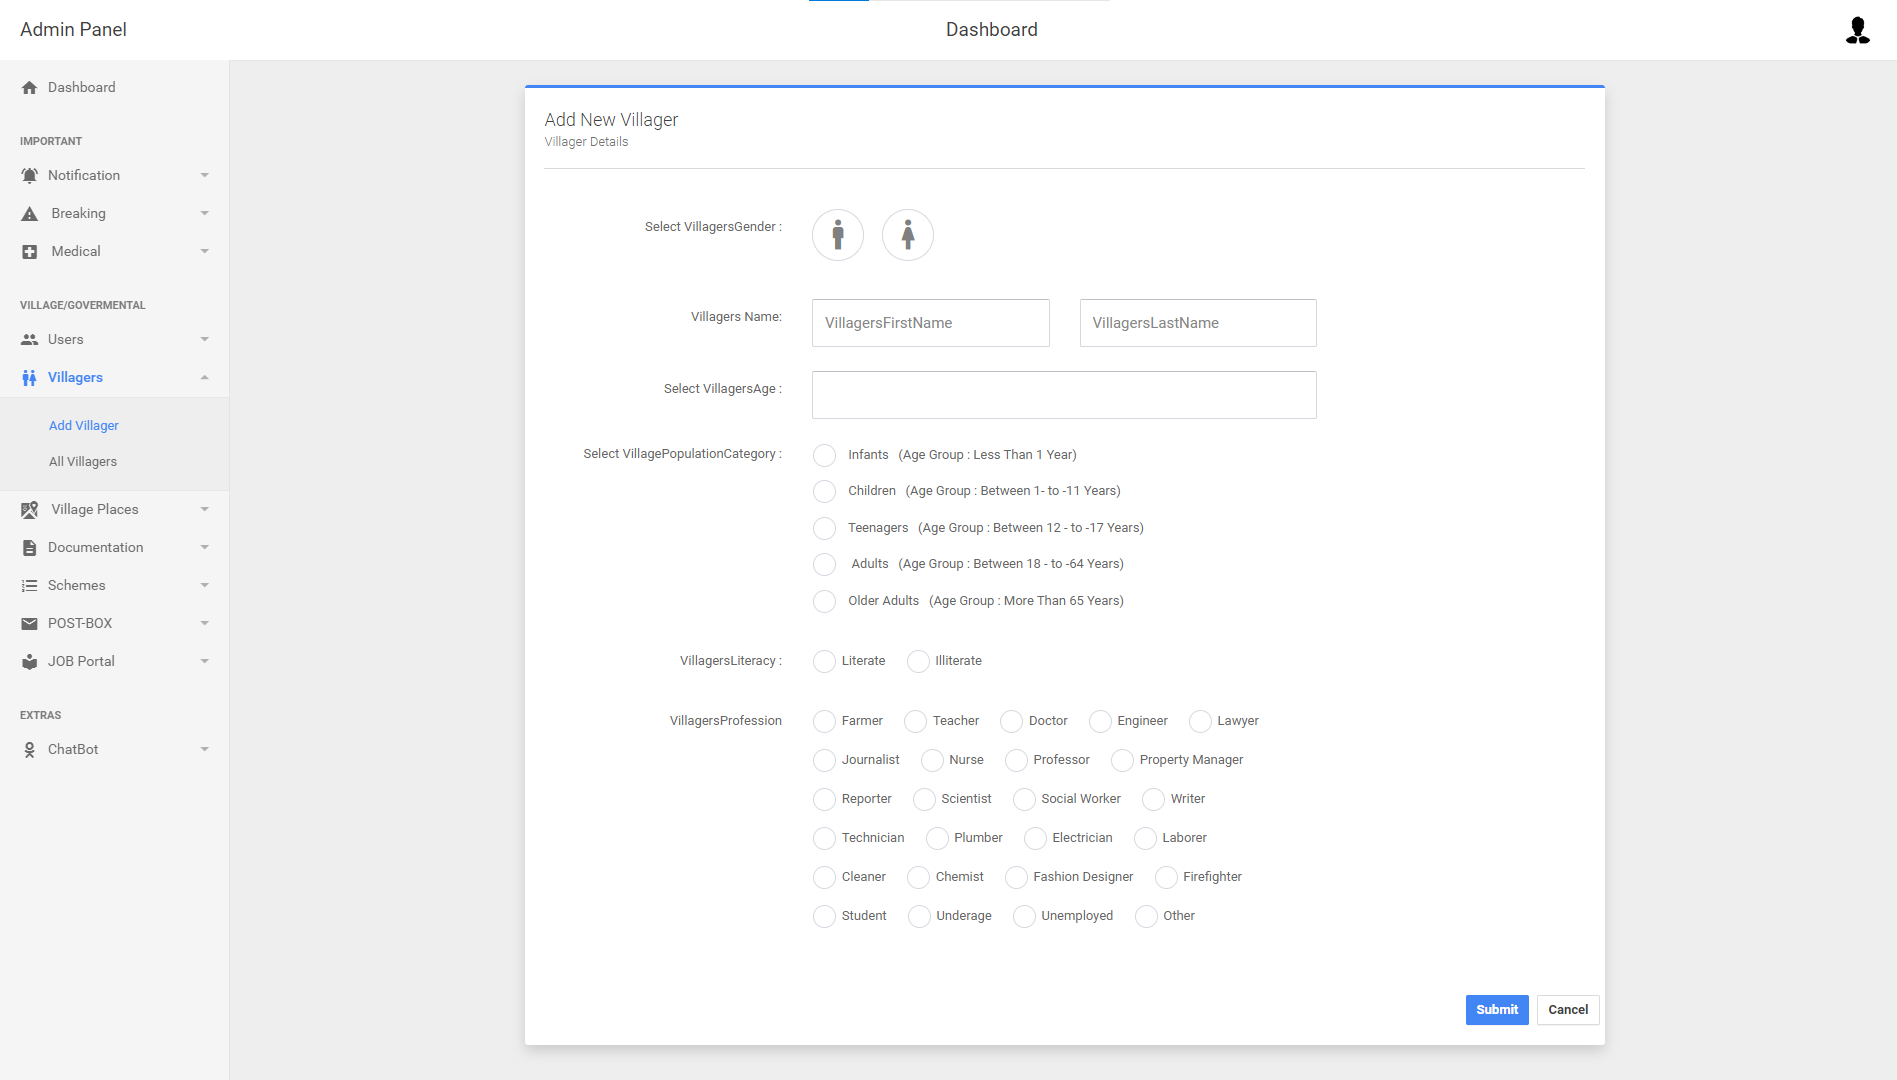 Admin Panel
Dashboard
Dashboard
IMPORTANT
Notification
Breaking
Medical
VILLAGE/GOVERMENTAL
Users
Villagers
Add Villager
All Villagers
Village Places
Documentation
Schemes
POST-BOX
JOB Portal
EXTRAS
ChatBot
Add New Villager
Villager Details
Select VillagersGender :
Villagers Name: VillagersFirstName VillagersLastName
Select VillagersAge :
Select VillagePopulationCategory : Infants (Age Group : Less Than 1 Year)
Children (Age Group : Between 1- to -11 Years)
Teenagers (Age Group : Between 12 - to -17 Years)
Adults (Age Group : Between 18 - to -64 Years)
Older Adults (Age Group : More Than 65 Years)
VillagersLiteracy : Literate Illiterate
VillagersProfession Farmer Teacher Doctor Engineer Lawyer
Journalist Nurse Professor Property Manager
Reporter Scientist Social Worker Writer
Technician Plumber Electrician Laborer
Cleaner Chemist Fashion Designer Firefighter
Student Underage Unemployed Other
Submit Cancel